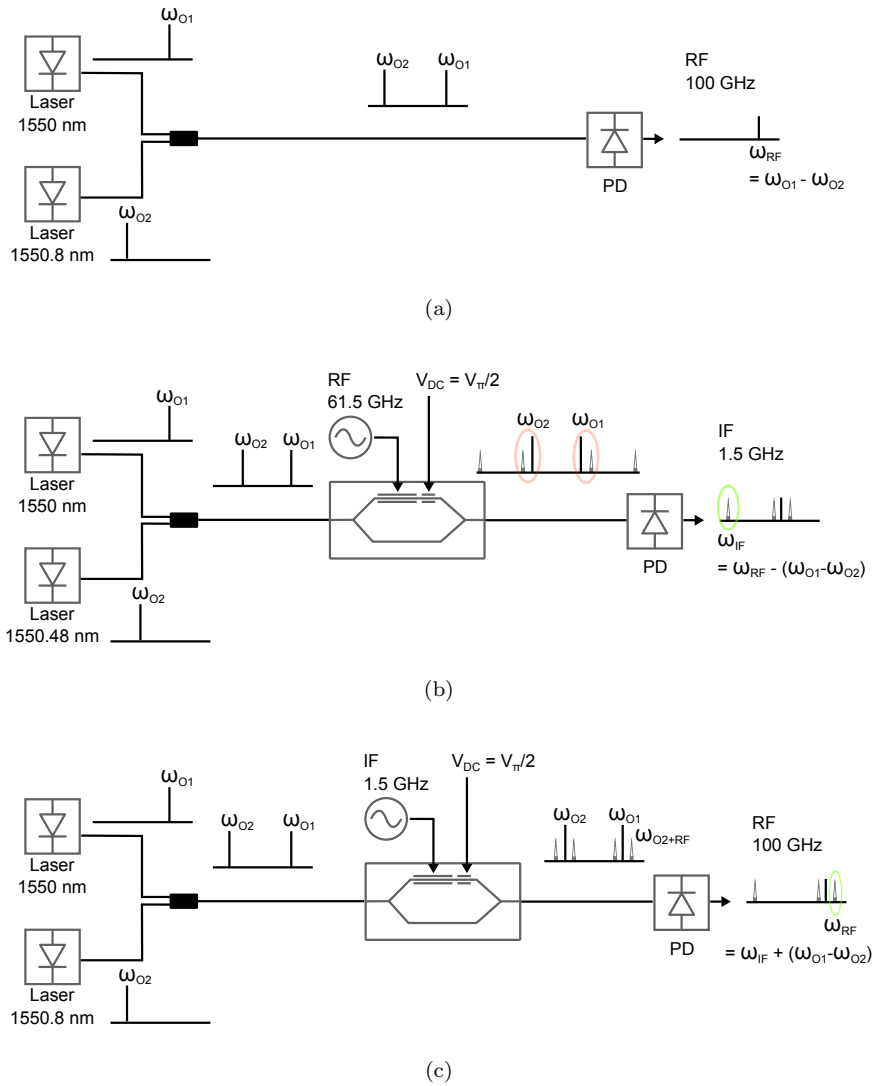 ω_O1
Laser
1550 nm
ω_O2 ω_O1
RF
100 GHz
PD
ω_RF
= ω_O1 - ω_O2
ω_O2
Laser
1550.8 nm
(a)
ω_O1
Laser
1550 nm
ω_O2 ω_O1
RF
61.5 GHz
V_DC = V_π/2
ω_O2 ω_O1
IF
1.5 GHz
PD
ω_IF
= ω_RF - (ω_O1-ω_O2)
ω_O2
Laser
1550.48 nm
(b)
ω_O1
Laser
1550 nm
ω_O2 ω_O1
IF
1.5 GHz
V_DC = V_π/2
ω_O2 ω_O1
ω_O2+RF
RF
100 GHz
PD
ω_RF
= ω_IF + (ω_O1-ω_O2)
ω_O2
Laser
1550.8 nm
(c)